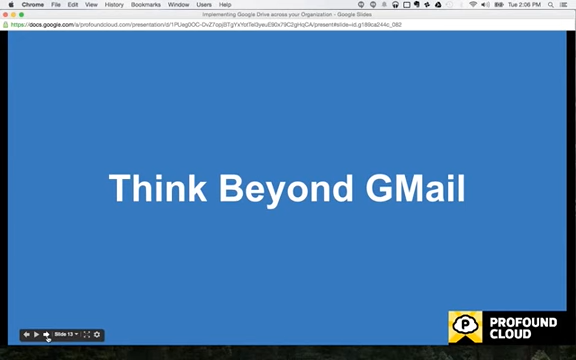 Chrome File Edit View History Bookmarks Window Users Help
Tue 2:06 PM
Implementing Google Drive across your Organization - Google Slides
Think Beyond GMail
Slide 13
P
PROFOUND
CLOUD